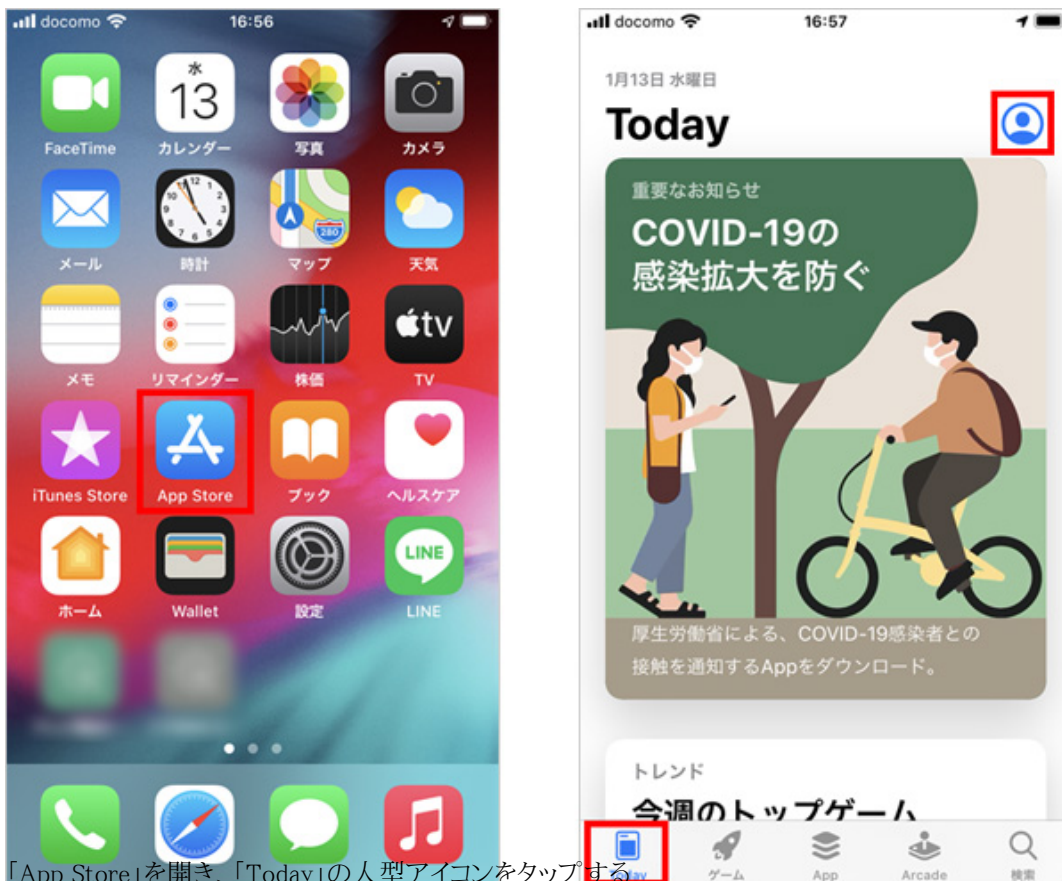 docomo 16:56
水
13
FaceTime カレンダー 写真 カメラ
280
メール 時計 マップ 天気
tv
メモ リマインダー 株価 TV
iTunes Store App Store ブック ヘルスケア
LINE
ホーム Wallet 設定 LINE
docomo 16:57
1月13日 水曜日
Today
重要なお知らせ
COVID-19の
感染拡大を防ぐ
厚生労働省による、COVID-19感染者との
接触を通知するAppをダウンロード。
トレンド
今週のトップゲーム
Today ゲーム App Arcade 検索
「App Store」を開き、「Today」の人型アイコンをタップする